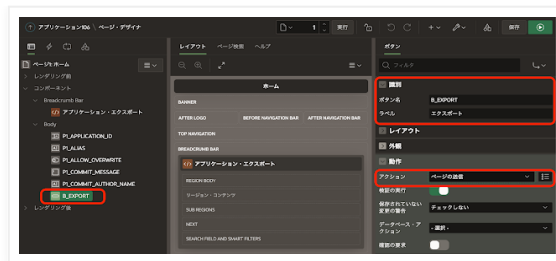 アプリケーション106 \ ページ・デザイナ
1
実行
保存
ページ1: ホーム
レンダリング前
コンポーネント
Breadcrumb Bar
アプリケーション・エクスポート
Body
P1_APPLICATION_ID
P1_ALIAS
P1_ALLOW_OVERWRITE
P1_COMMIT_MESSAGE
P1_COMMIT_AUTHOR_NAME
B_EXPORT
レンダリング後
レイアウト
ページ検索
ヘルプ
ホーム
BANNER
AFTER LOGO
BEFORE NAVIGATION BAR
AFTER NAVIGATION BAR
TOP NAVIGATION
BREADCRUMB BAR
アプリケーション・エクスポート
REGION BODY
リージョン・コンテンツ
SUB REGIONS
NEXT
SEARCH FIELD AND SMART FILTERS
ボタン
フィルタ
識別
ボタン名
B_EXPORT
ラベル
エクスポート
レイアウト
外観
動作
アクション
ページの送信
検証の実行
保存されていない
変更の警告
チェックしない
データベース・ア
クション
- 選択 -
確認の要求